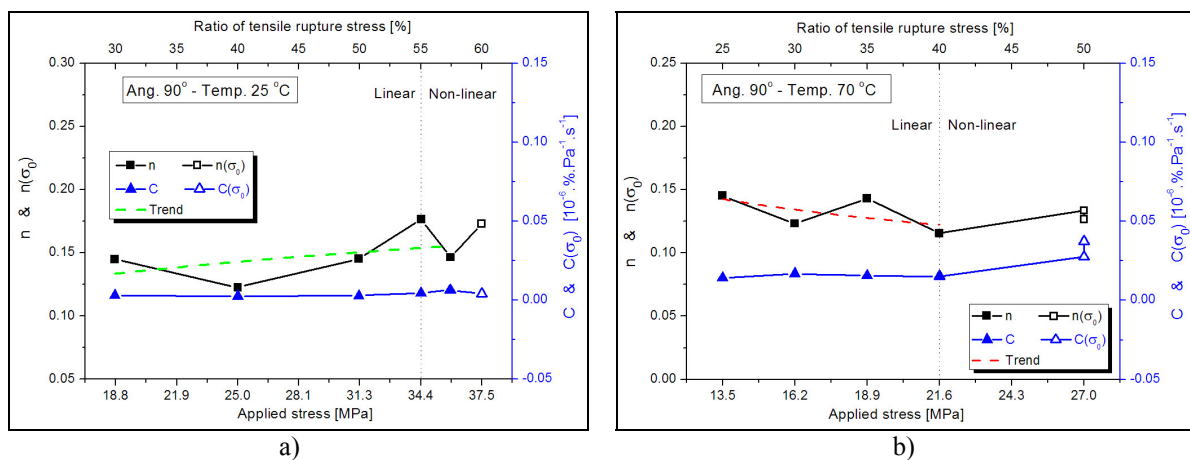 Ratio of tensile rupture stress [%]
30 35 40 45 50 55 60
0.30 0.25 0.20 0.15 0.10 0.05
n & n(σ0)
Ang. 90° - Temp. 25 °C
Linear Non-linear
n n(σ0)
C C(σ0)
Trend
0.15 0.10 0.05 0.00 -0.05
C & C(σ0) [10-6.%.Pa-1.s-1]
18.8 21.9 25.0 28.1 31.3 34.4 37.5
Applied stress [MPa]
a)
Ratio of tensile rupture stress [%]
25 30 35 40 45 50
0.25 0.20 0.15 0.10 0.05 0.00
n & n(σ0)
Ang. 90° - Temp. 70 °C
Linear Non-linear
n n(σ0)
C C(σ0)
Trend
0.15 0.10 0.05 0.00 -0.05
C & C(σ0) [10-6.%.Pa-1.s-1]
13.5 16.2 18.9 21.6 24.3 27.0
Applied stress [MPa]
b)